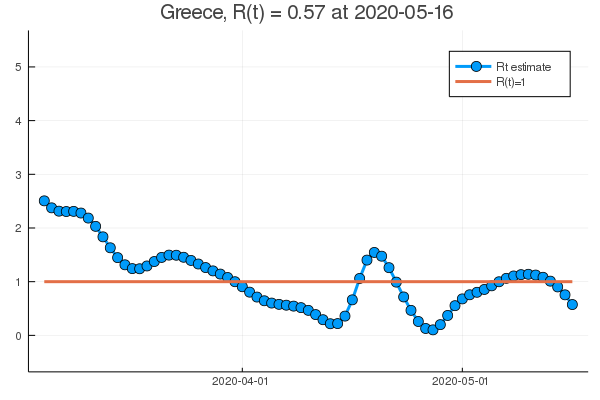 Greece, R(t) = 0.57 at 2020-05-16
5
4
3
2
1
0
Rt estimate
R(t)=1
2020-04-01
2020-05-01